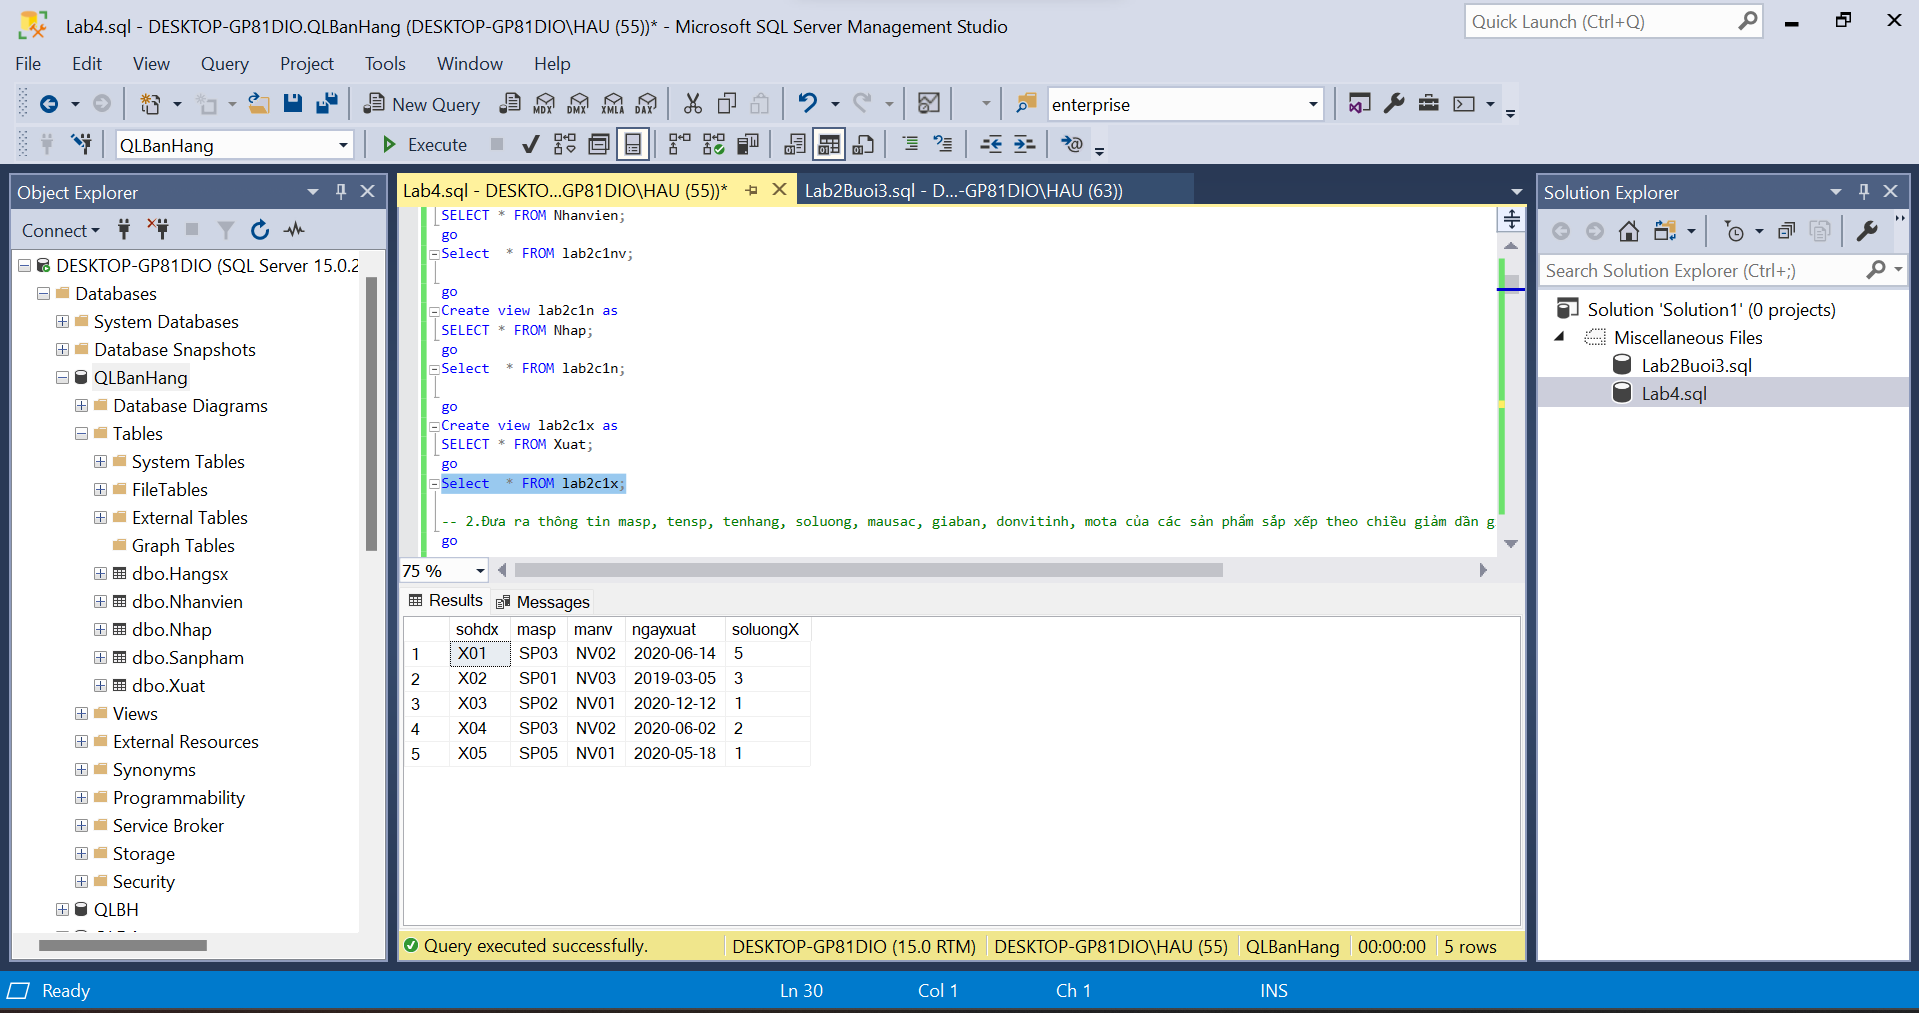 Lab4.sql - DESKTOP-GP81DIO.QLBanHang (DESKTOP-GP81DIO\HAU (55))* - Microsoft SQL Server Management Studio
Quick Launch (Ctrl+Q)
File Edit View Query Project Tools Window Help
New Query MDX DMX XMLA DAX enterprise
QLBanHang Execute
Object Explorer
Connect
DESKTOP-GP81DIO (SQL Server 15.0.2
Databases
System Databases
Database Snapshots
QLBanHang
Database Diagrams
Tables
System Tables
FileTables
External Tables
Graph Tables
dbo.Hangsx
dbo.Nhanvien
dbo.Nhap
dbo.Sanpham
dbo.Xuat
Views
External Resources
Synonyms
Programmability
Service Broker
Storage
Security
QLBH
Lab4.sql - DESKTO...GP81DIO\HAU (55))* Lab2Buoi3.sql - D...-GP81DIO\HAU (63))
SELECT * FROM Nhanvien;
go
Select * FROM lab2c1nv;
go
Create view lab2c1n as
SELECT * FROM Nhap;
go
Select * FROM lab2c1n;
go
Create view lab2c1x as
SELECT * FROM Xuat;
go
Select * FROM lab2c1x;
-- 2.Đưa ra thông tin masp, tensp, tenhang, soluong, mausac, giaban, donvitinh, mota của các sản phẩm sắp xếp theo chiều giảm dần g
go
75 %
Results Messages
sohdx masp manv ngayxuat soluongX
1 X01 SP03 NV02 2020-06-14 5
2 X02 SP01 NV03 2019-03-05 3
3 X03 SP02 NV01 2020-12-12 1
4 X04 SP03 NV02 2020-06-02 2
5 X05 SP05 NV01 2020-05-18 1
Query executed successfully. DESKTOP-GP81DIO (15.0 RTM) DESKTOP-GP81DIO\HAU (55) QLBanHang 00:00:00 5 rows
Solution Explorer
Search Solution Explorer (Ctrl+;)
Solution 'Solution1' (0 projects)
Miscellaneous Files
Lab2Buoi3.sql
Lab4.sql
Ready Ln 30 Col 1 Ch 1 INS